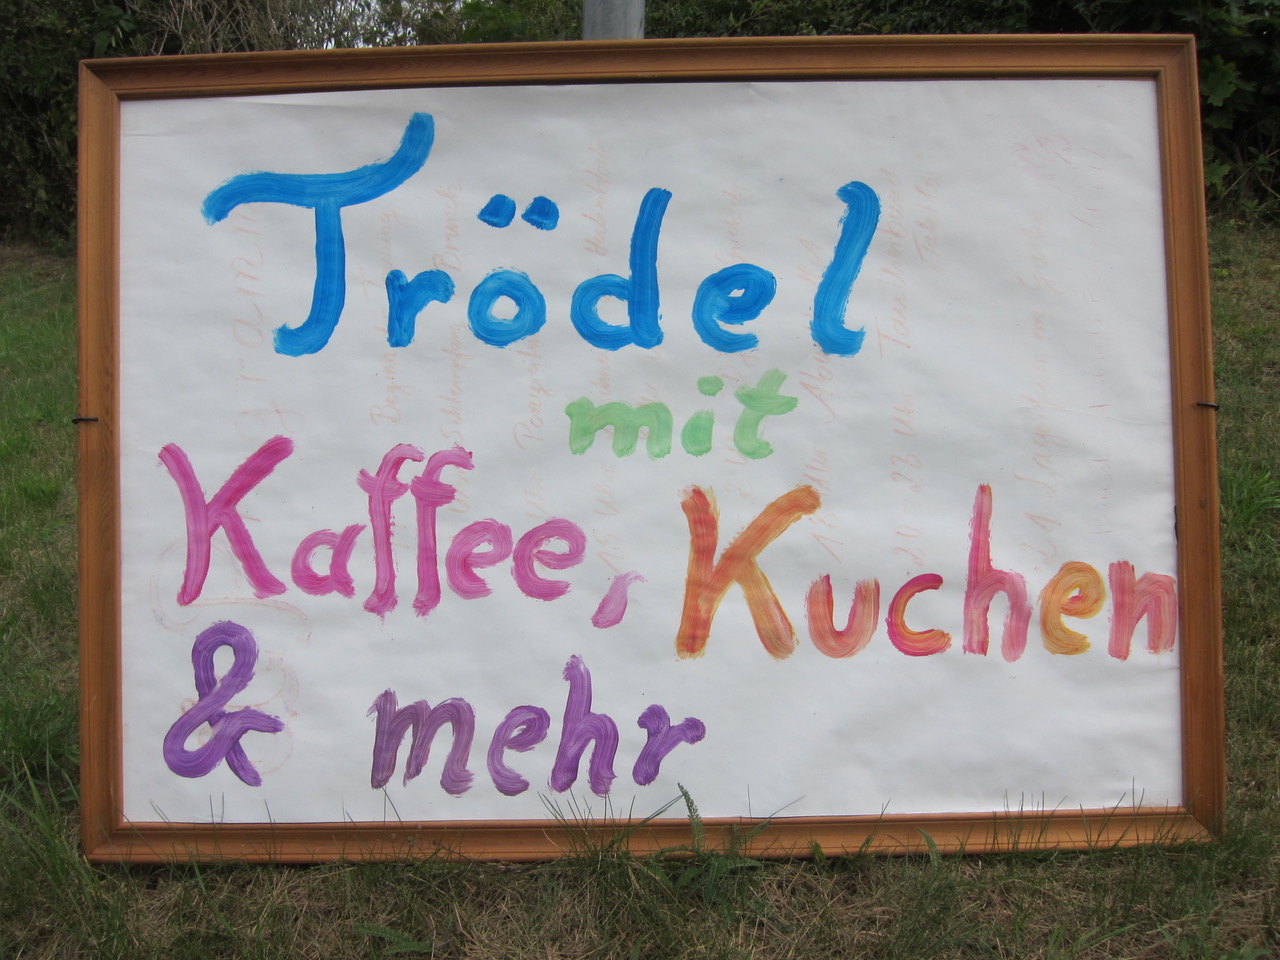 Trödel
mit
Kaffee, Kuchen
& mehr